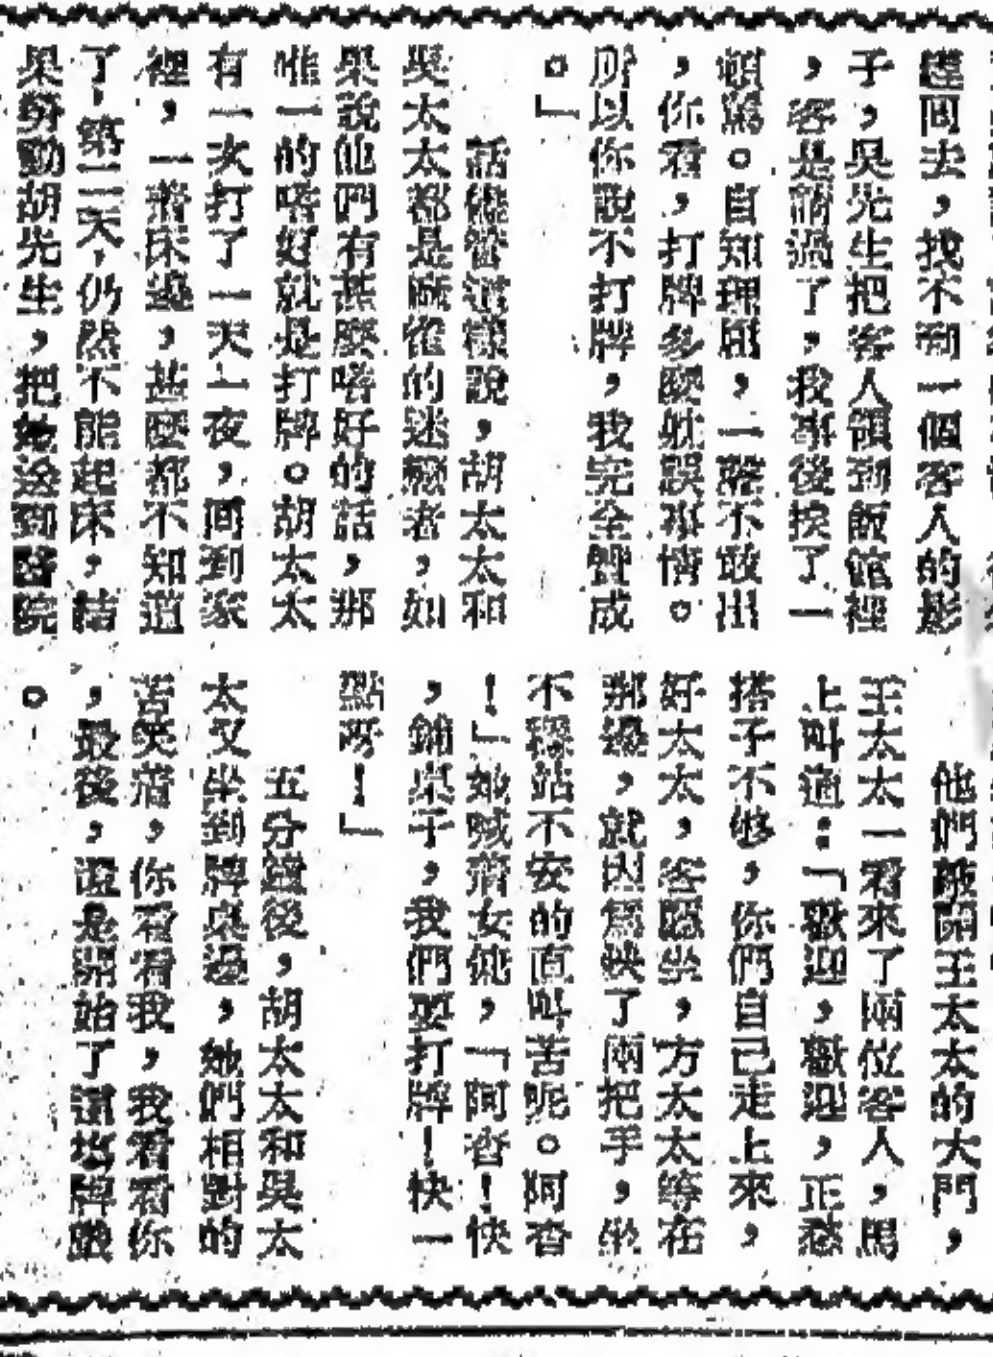 趕回去，找不到一個客人的影
子，吳先生把客人領到飯館裡
，客是請過了，我事後挨了一
頓罵。自知理屈，一聲不敢出
，你看，打牌多麼躭誤事情。
所以你說不打牌，我完全贊成
。」
話儘管這樣說，胡太太和
吳太太都是麻雀的迷戀者，如
果說他們有甚麼嗜好的話，那
唯一的嗜好就是打牌。胡太太
有一次打了一天一夜，回到家
裡，一着床邊，甚麼都不知道
了，第二天，仍然不能起床，結
果勞動胡先生，把她送到醫院
他們敲開王太太的大門，
王太太一看來了兩位客人，馬
上叫道：「歡迎，歡迎，正愁
搭子不够，你們自己走上來，
好太太，客隨坐，方太太等在
那邊，就因爲快了兩把手，坐
不穩站不安的直叫苦呢。阿香
！」她喊着女傭，「阿香！快
，鋪桌子，我們要打牌！快一
點呀！」
五分鐘後，胡太太和吳太
太又坐到牌桌邊，她們相對的
苦笑着，你看看我，我看看你
，最後，還是開始了這塲牌戲
。